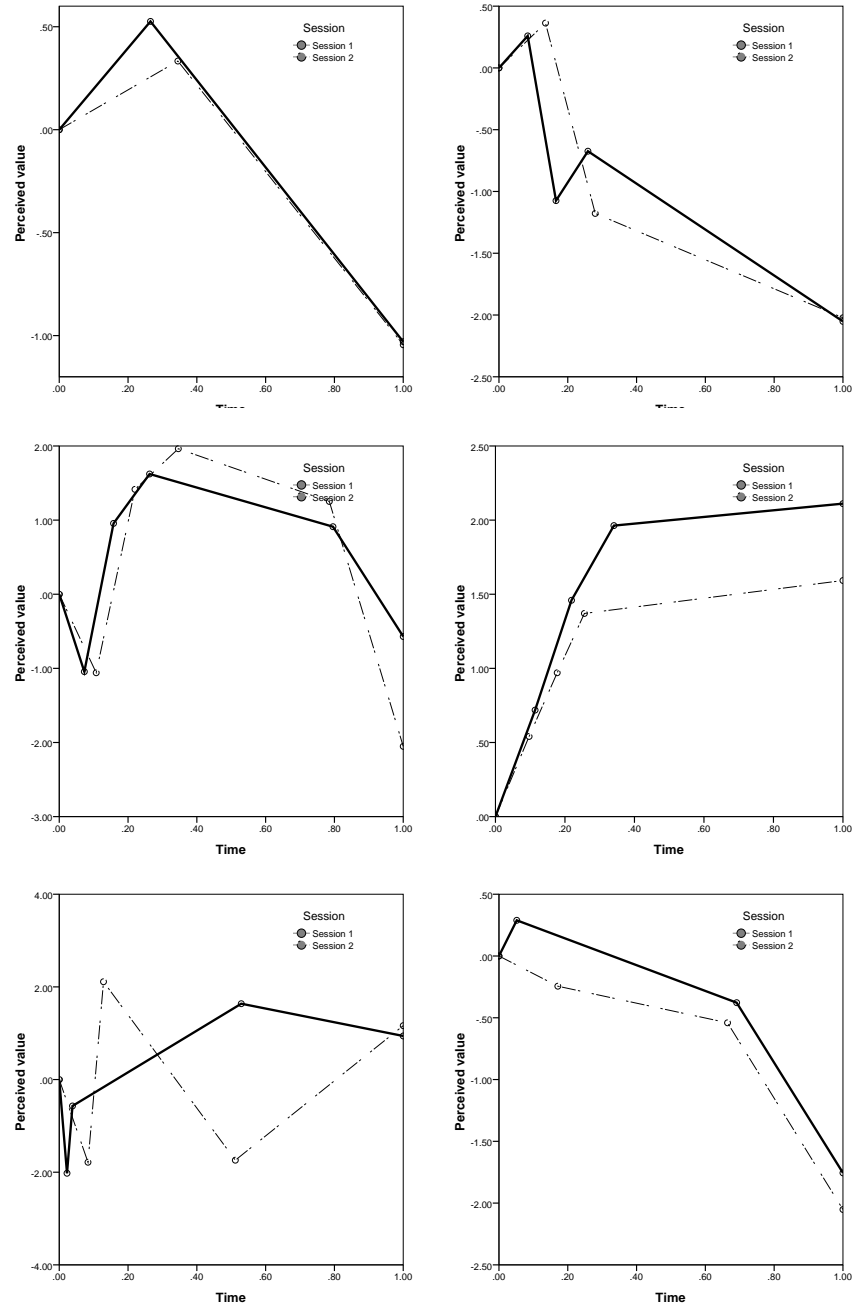 Session
Session 1
Session 2
Perceived value
.50
.00
-.50
-1.00
.00 .20 .40 .60 .80 1.00
Time
Session
Session 1
Session 2
Perceived value
.50
.00
-.50
-1.00
-1.50
-2.00
-2.50
.00 .20 .40 .60 .80 1.00
Time
Session
Session 1
Session 2
Perceived value
2.00
1.00
.00
-1.00
-2.00
-3.00
.00 .20 .40 .60 .80 1.00
Time
Session
Session 1
Session 2
Perceived value
2.50
2.00
1.50
1.00
.50
.00
.00 .20 .40 .60 .80 1.00
Time
Session
Session 1
Session 2
Perceived value
4.00
2.00
.00
-2.00
-4.00
.00 .20 .40 .60 .80 1.00
Time
Session
Session 1
Session 2
Perceived value
.50
.00
-.50
-1.00
-1.50
-2.00
-2.50
.00 .20 .40 .60 .80 1.00
Time